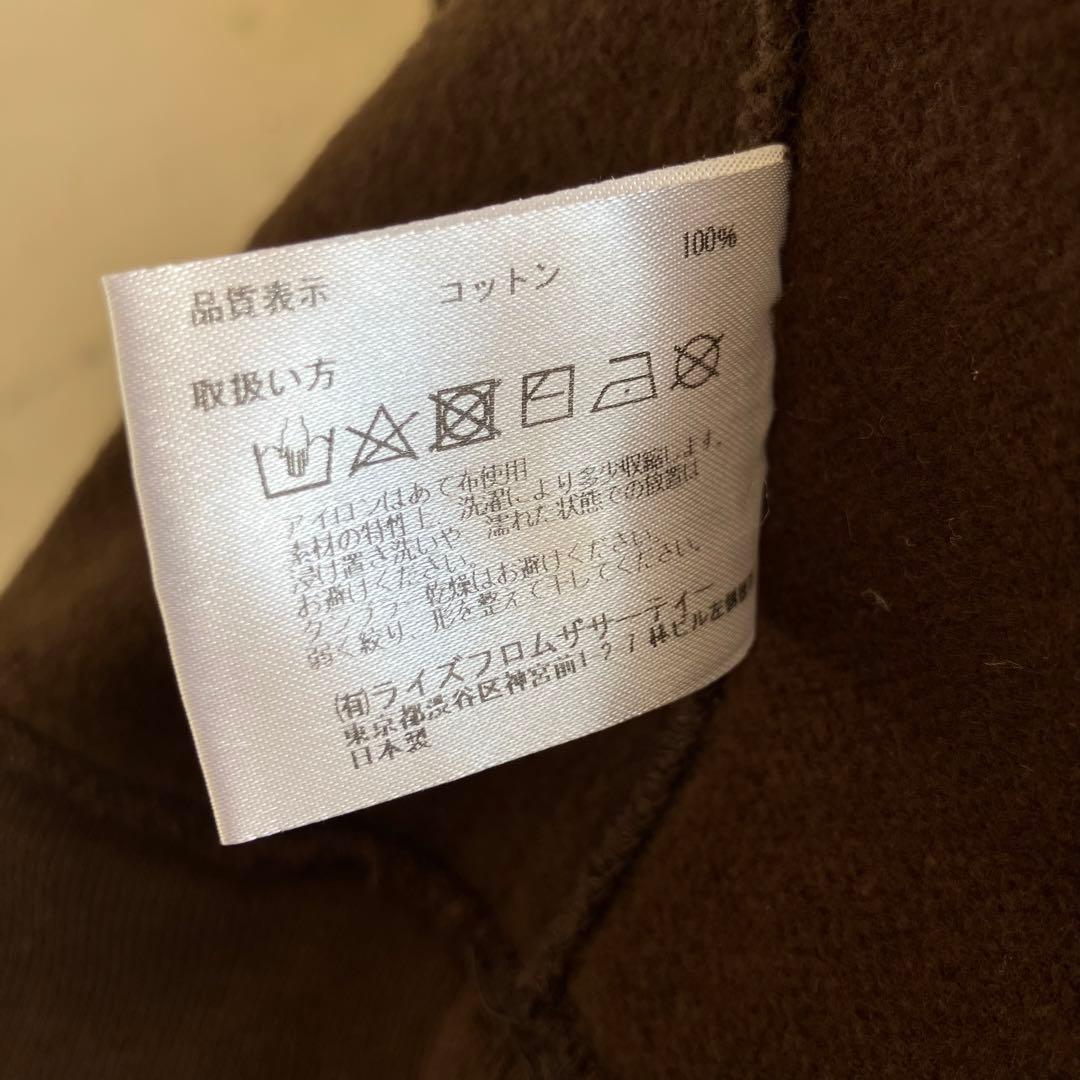 品質表示 コットン 100%
取扱い方
アイロンはあて布使用
素材の特性上、洗濯により多少収縮します。
浸け置き洗いや、濡れた状態での放置は
お避けください。
タンブラー乾燥はお避けください。
弱く絞り、形を整えて干してください。
(有)ライズフロムザサーティー
東京都渋谷区神宮前1
日本製